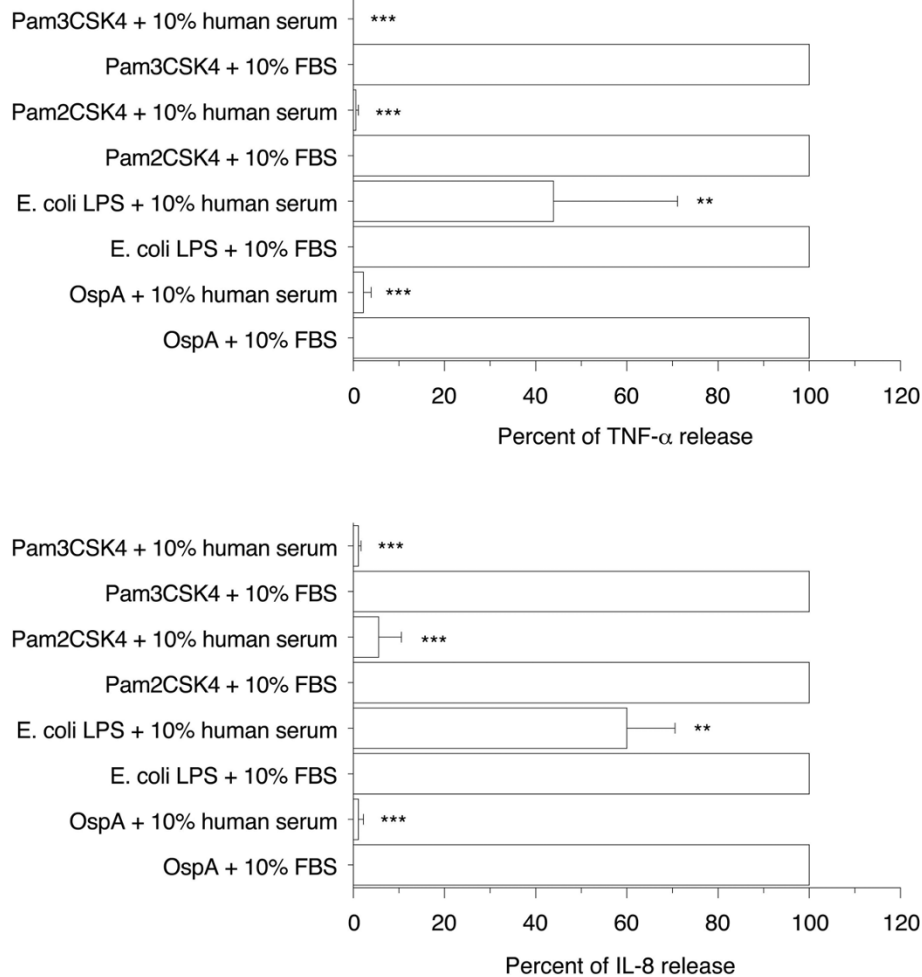 Pam3CSK4 + 10% human serum ***
Pam3CSK4 + 10% FBS
Pam2CSK4 + 10% human serum ***
Pam2CSK4 + 10% FBS
E. coli LPS + 10% human serum **
E. coli LPS + 10% FBS
OspA + 10% human serum ***
OspA + 10% FBS
0 20 40 60 80 100 120
Percent of TNF-α release
Pam3CSK4 + 10% human serum ***
Pam3CSK4 + 10% FBS
Pam2CSK4 + 10% human serum ***
Pam2CSK4 + 10% FBS
E. coli LPS + 10% human serum **
E. coli LPS + 10% FBS
OspA + 10% human serum ***
OspA + 10% FBS
0 20 40 60 80 100 120
Percent of IL-8 release